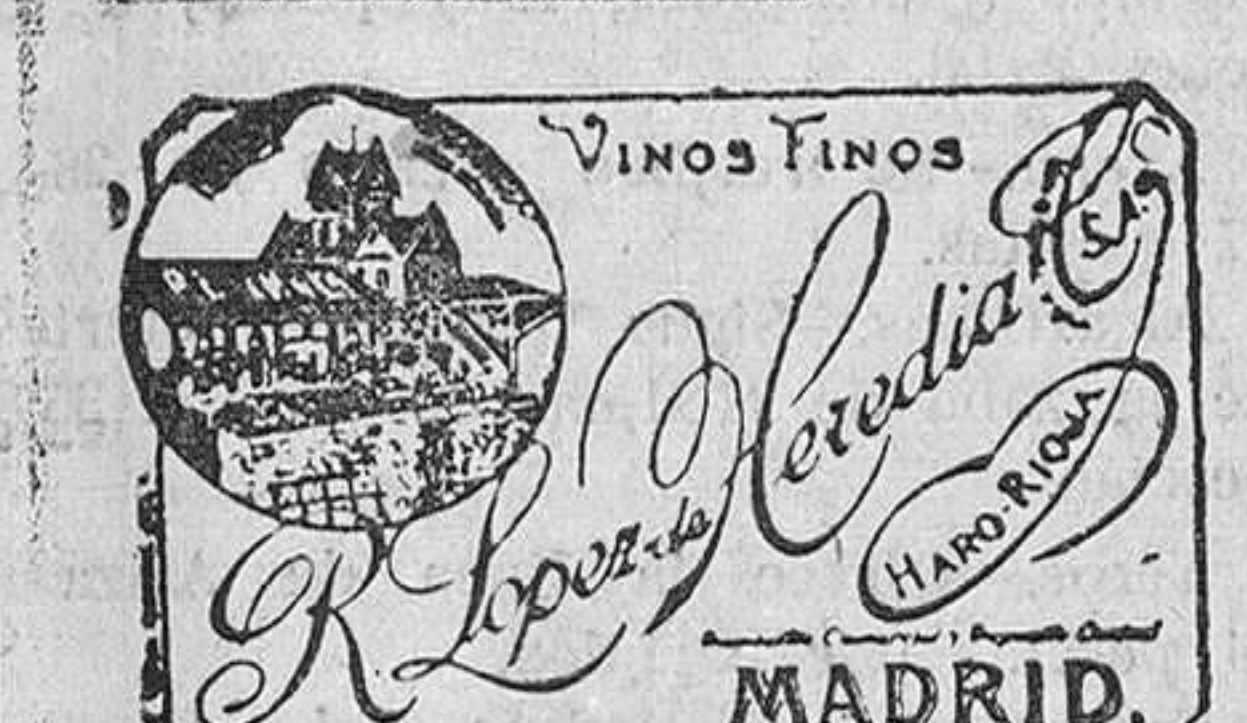 VINOS FINOS
R. Lopez de Heredia
S.A.
HARO-RIOJA
MADRID.